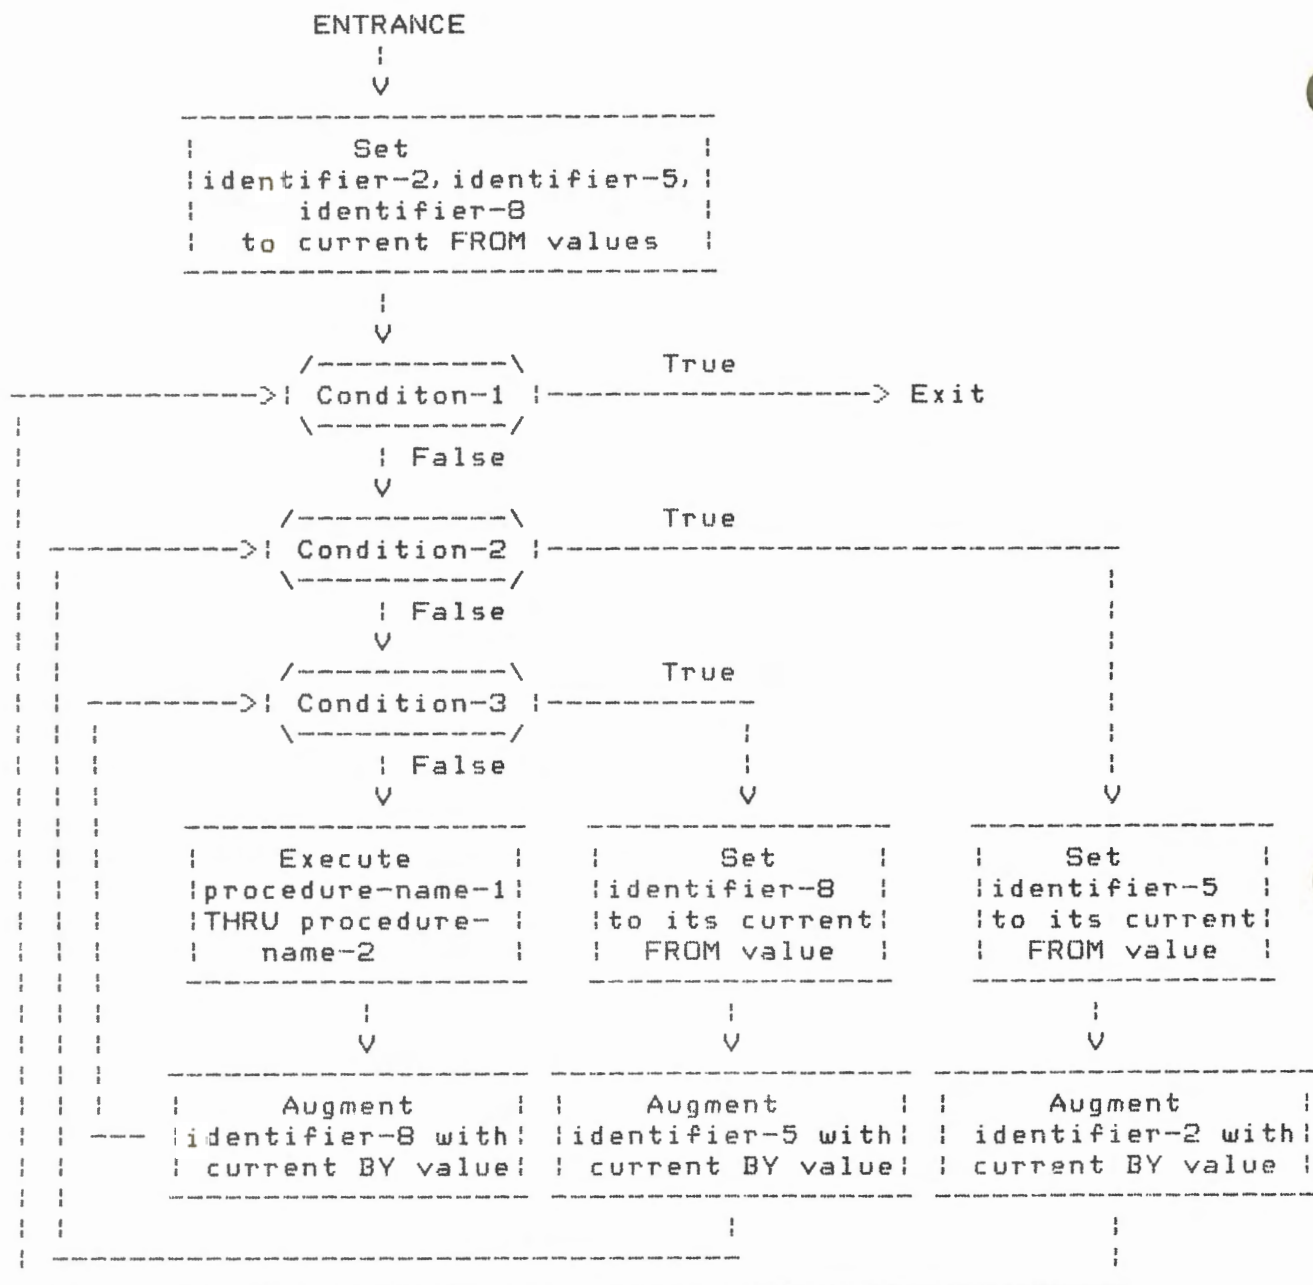 ENTRANCE
Set
identifier-2, identifier-5,
identifier-8
to current FROM values
True
Conditon-1
Exit
False
True
Condition-2
False
True
Condition-3
False
Execute
procedure-name-1
THRU procedure-
name-2
Set
identifier-8
to its current
FROM value
Set
identifier-5
to its current
FROM value
Augment
identifier-8 with
current BY value
Augment
identifier-5 with
current BY value
Augment
identifier-2 with
current BY value